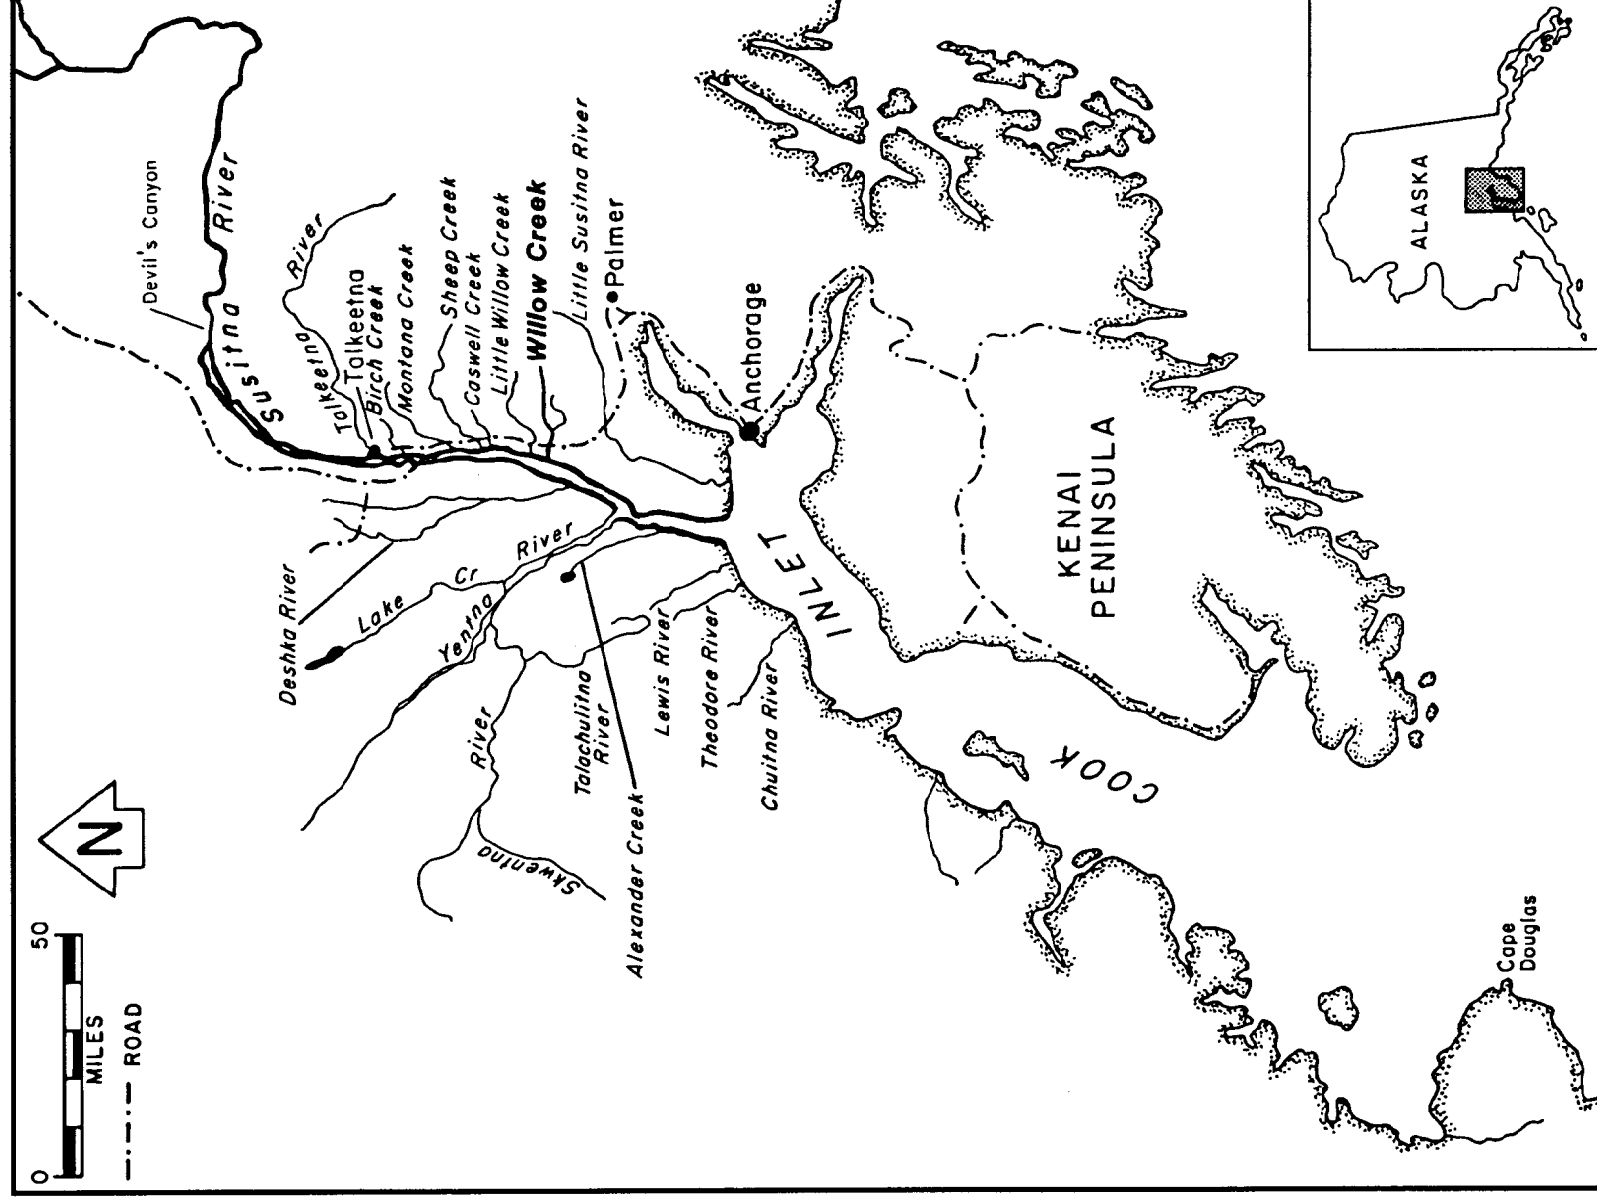 Devil's Canyon
Susitna River
Talkeetna River
Talkeetna
Birch Creek
Montana Creek
Sheep Creek
Caswell Creek
Little Willow Creek
Willow Creek
Little Susitna River
Palmer
Anchorage
Deshka River
Lake Cr
Yentna River
Skwentna River
Talachulitna
River
Alexander Creek
Lewis River
Theodore River
Chuitna River
COOK INLET
KENAI
PENINSULA
Cape
Douglas
ALASKA
N
0 50
MILES
ROAD